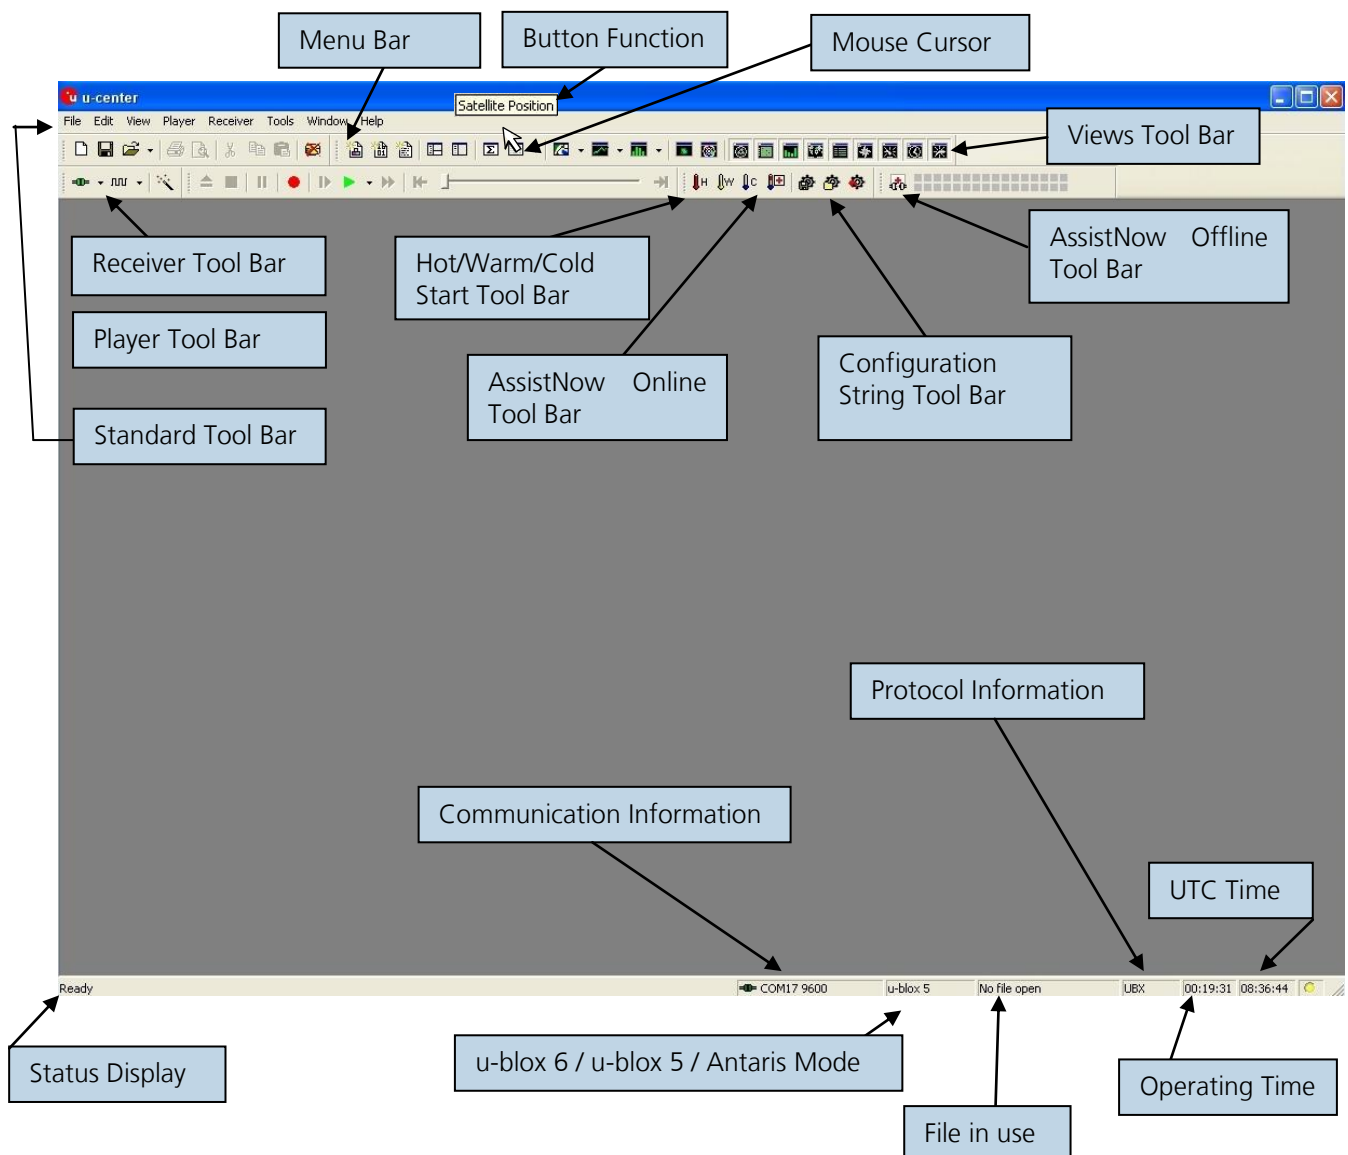 Menu Bar
Button Function
Mouse Cursor
u-center
Satellite Position
File Edit View Player Receiver Tools Window Help
Views Tool Bar
H W C
Receiver Tool Bar
Hot/Warm/Cold
Start Tool Bar
AssistNow Offline
Tool Bar
Player Tool Bar
AssistNow Online
Tool Bar
Configuration
String Tool Bar
Standard Tool Bar
Protocol Information
Communication Information
UTC Time
Ready
COM17 9600
u-blox 5
No file open
UBX
00:19:31
08:36:44
Status Display
u-blox 6 / u-blox 5 / Antaris Mode
Operating Time
File in use